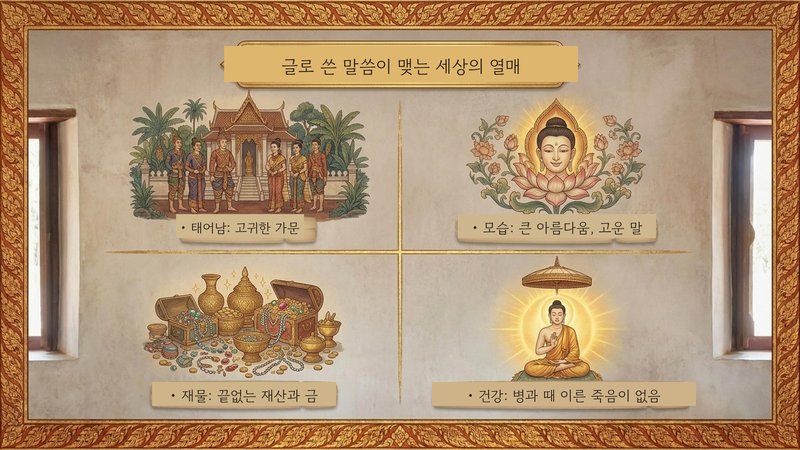 글로 쓴 말씀이 맺는 세상의 열매
• 태어남: 고귀한 가문
• 모습: 큰 아름다움, 고운 말
• 재물: 끝없는 재산과 금
• 건강: 병과 때 이른 죽음이 없음